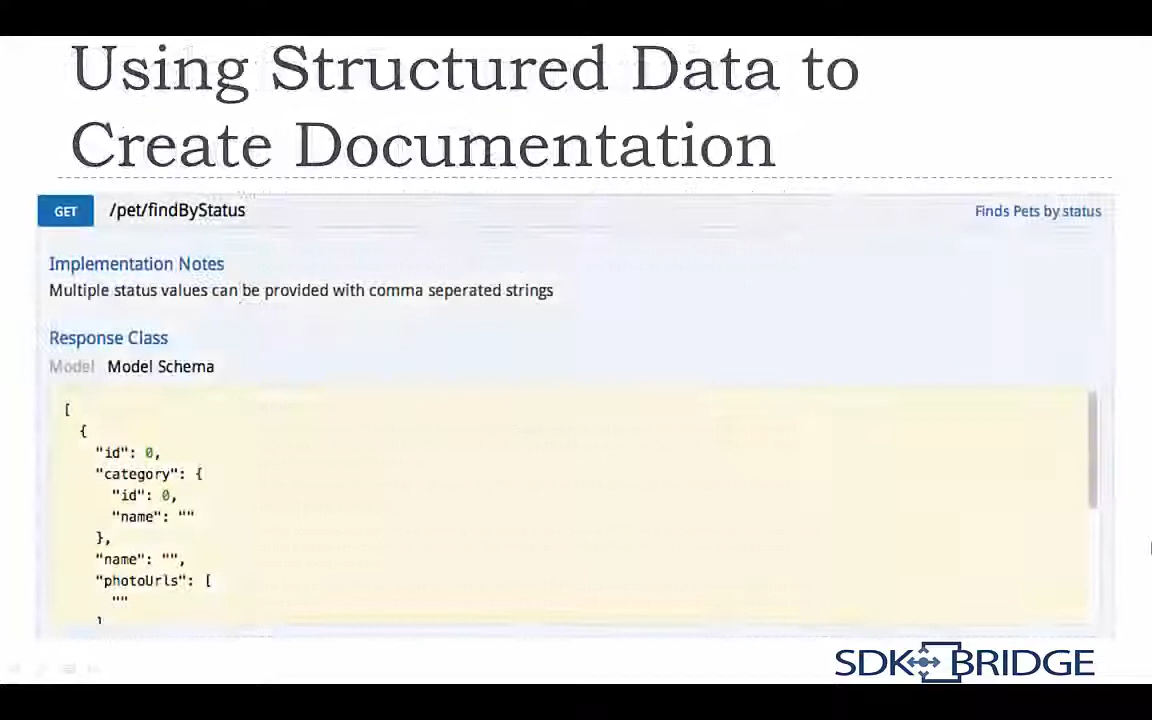 Using Structured Data to
Create Documentation
GET /pet/findByStatus Finds Pets by status
Implementation Notes
Multiple status values can be provided with comma seperated strings
Response Class
Model Model Schema
[
{
"id": 0,
"category": {
"id": 0,
"name": ""
},
"name": "",
"photoUrls": [
""
]
SDK BRIDGE